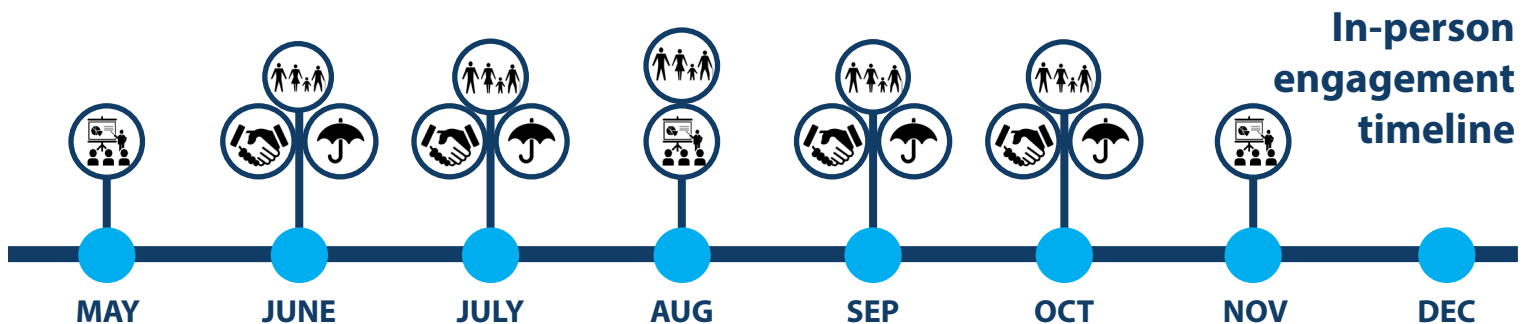 In-person
engagement
timeline
MAY JUNE JULY AUG SEP OCT NOV DEC